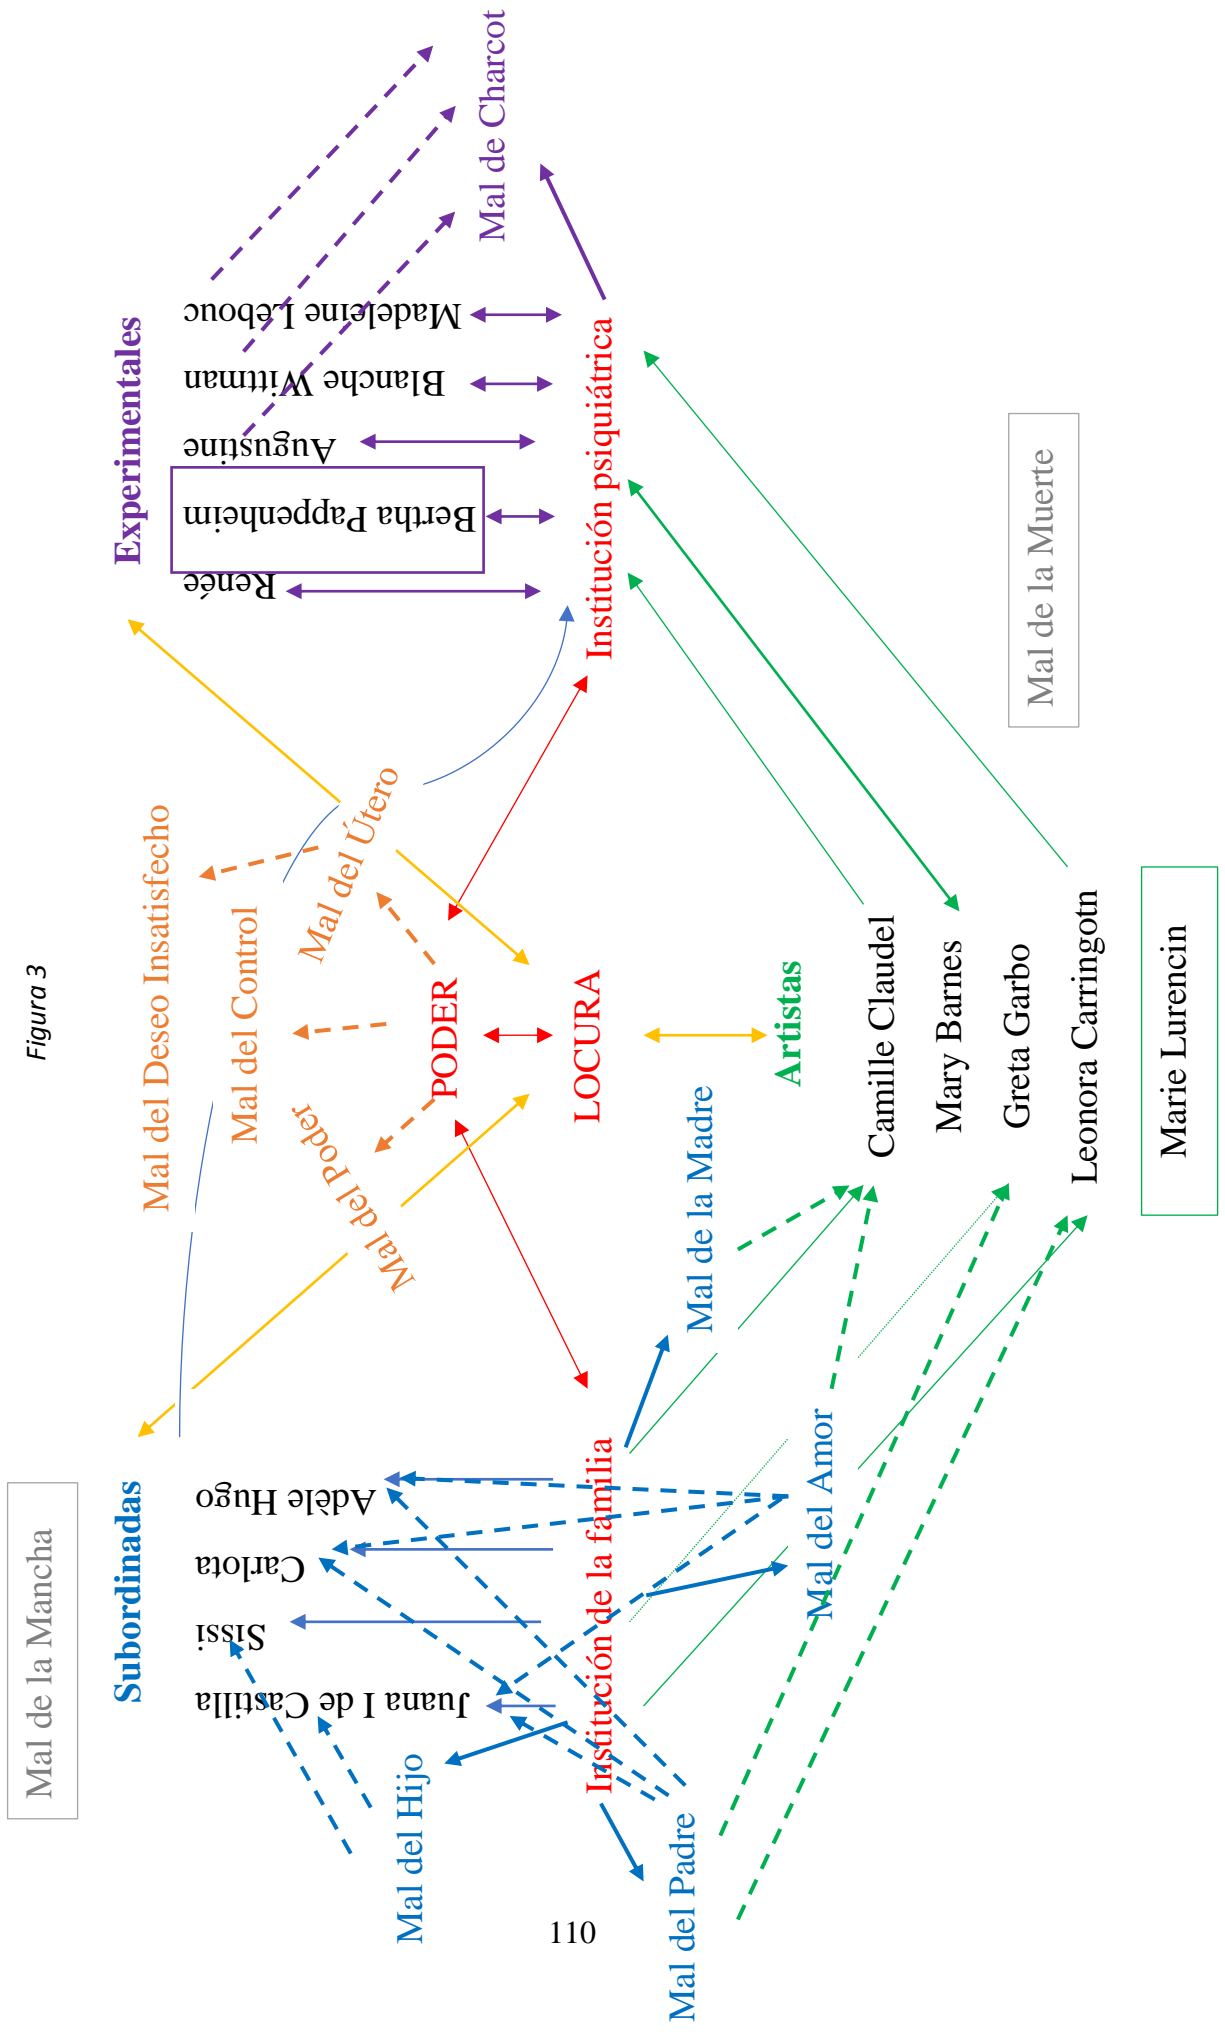 Figura 3
Mal de la Mancha
Subordinadas
Mal del Deseo Insatisfecho
Experimentales
Juana I de Castilla
Sissi
Carlota
Adèle Hugo
Mal del Control
Renée
Bertha Pappenheim
Augustine
Blanche Wittman
Madeleine Lebouc
Mal del Poder
Mal del Útero
Mal del Hijo
PODER
Mal de Charcot
Institución de la familia
LOCURA
Institución psiquiátrica
Mal del Padre
Mal de la Madre
Artistas
Mal del Amor
Camille Claudel
Mary Barnes
Greta Garbo
Mal de la Muerte
Leonora Carringotn
Marie Lurencin
110